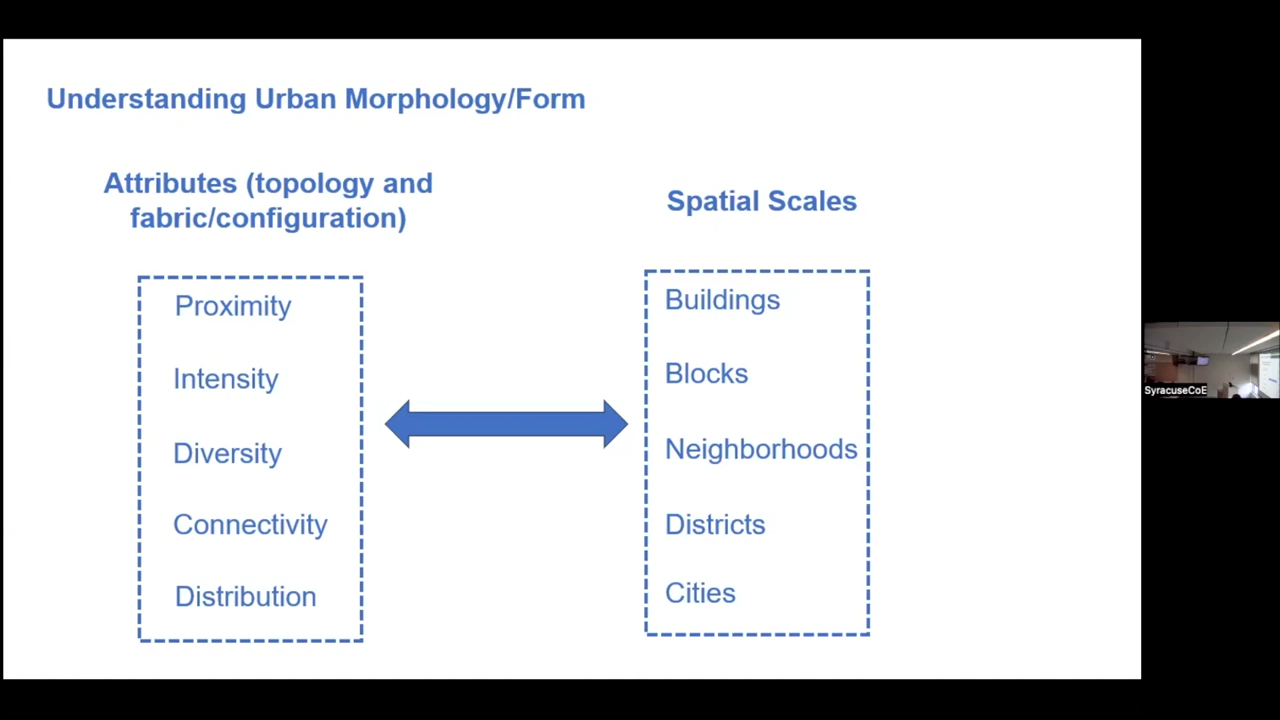 Understanding Urban Morphology/Form
Attributes (topology and
fabric/configuration)
Proximity
Intensity
Diversity
Connectivity
Distribution
Spatial Scales
Buildings
Blocks
Neighborhoods
Districts
Cities
SyracuseCoE